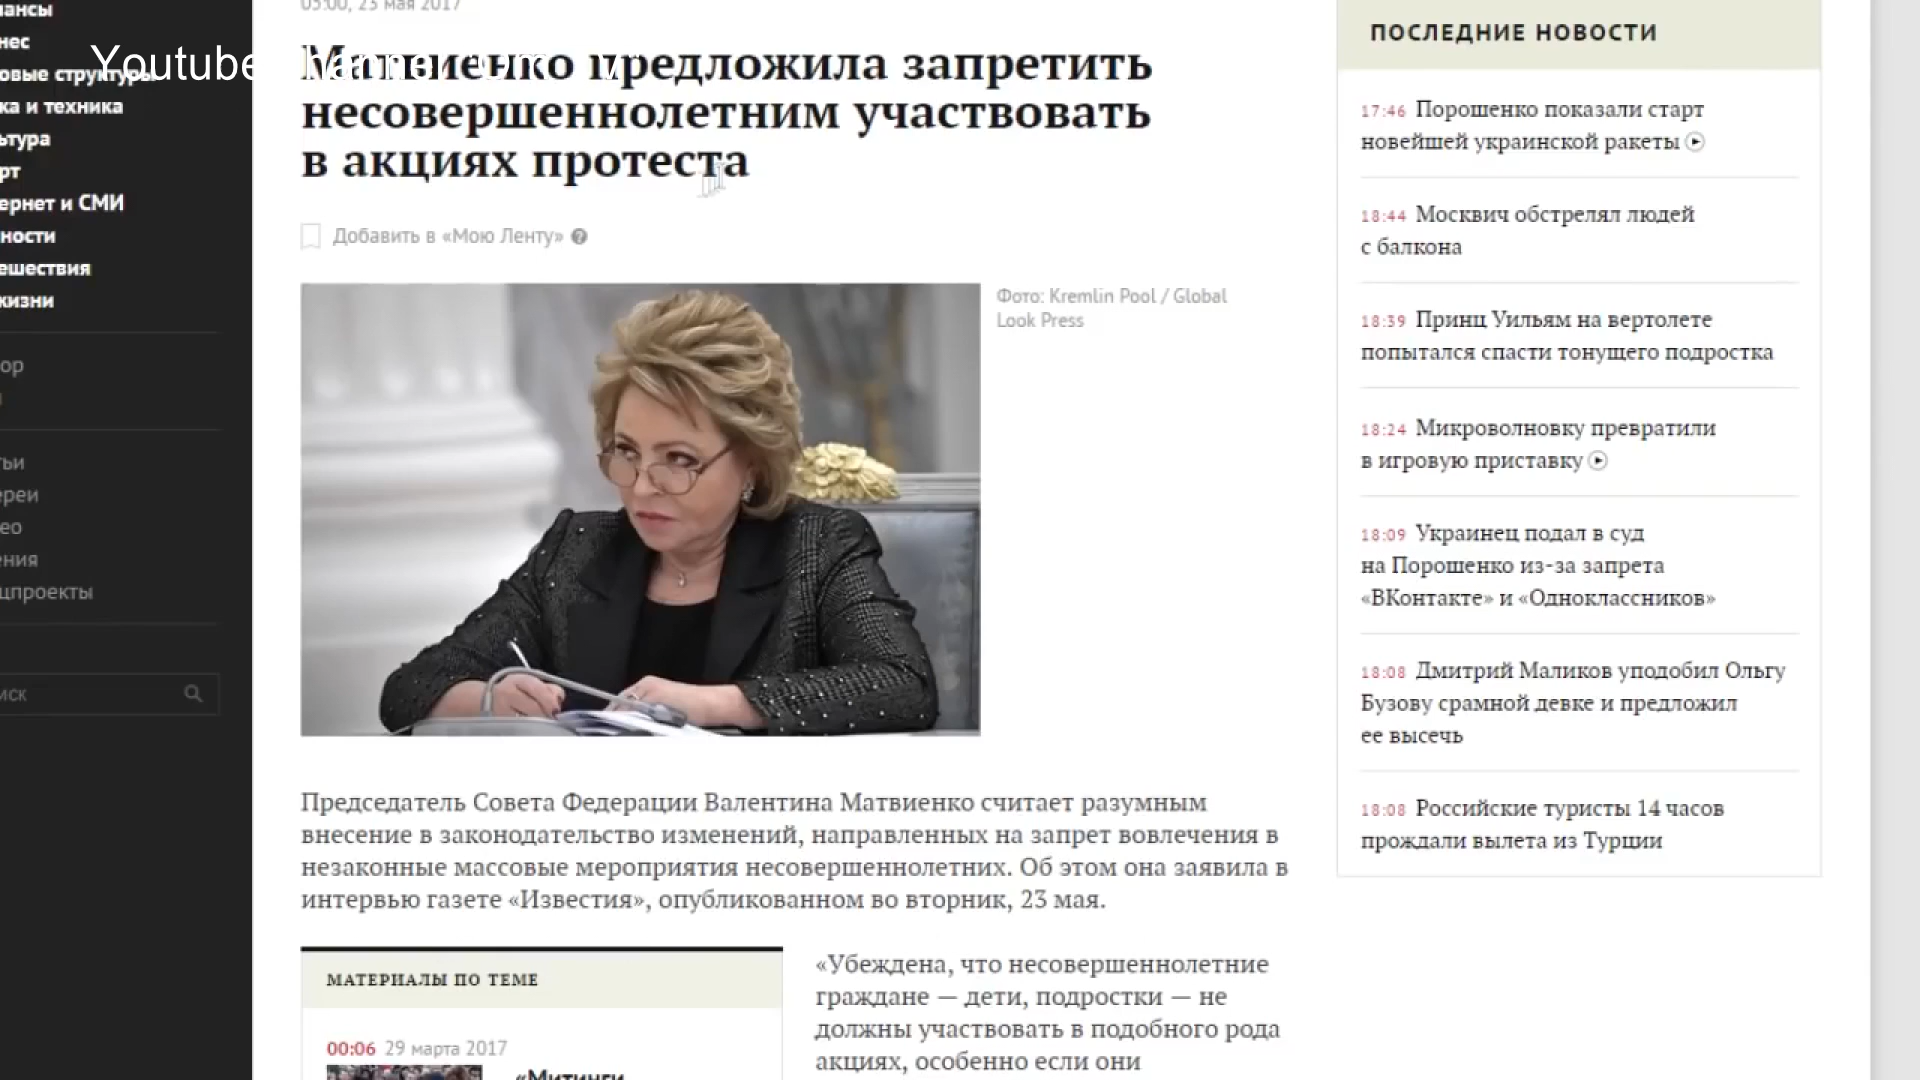 05:00, 23 мая 2017
Youtube
Матвиенко предложила запретить
несовершеннолетним участвовать
в акциях протеста
Добавить в «Мою Ленту»
Фото: Kremlin Pool / Global
Look Press
Председатель Совета Федерации Валентина Матвиенко считает разумным
внесение в законодательство изменений, направленных на запрет вовлечения в
незаконные массовые мероприятия несовершеннолетних. Об этом она заявила в
интервью газете «Известия», опубликованном во вторник, 23 мая.
МАТЕРИАЛЫ ПО ТЕМЕ
00:06 29 марта 2017
«Митинги
«Убеждена, что несовершеннолетние
граждане — дети, подростки — не
должны участвовать в подобного рода
акциях, особенно если они
ПОСЛЕДНИЕ НОВОСТИ
17:46 Порошенко показали старт
новейшей украинской ракеты
18:44 Москвич обстрелял людей
с балкона
18:39 Принц Уильям на вертолете
попытался спасти тонущего подростка
18:24 Микроволновку превратили
в игровую приставку
18:09 Украинец подал в суд
на Порошенко из-за запрета
«ВКонтакте» и «Одноклассников»
18:08 Дмитрий Маликов уподобил Ольгу
Бузову срамной девке и предложил
ее высечь
18:08 Российские туристы 14 часов
прождали вылета из Турции
ансы
нес
овые структуры
ка и техника
ьтура
рт
ернет и СМИ
ности
ешествия
жизни
ор
тьи
ереи
ео
ения
цпроекты
иск